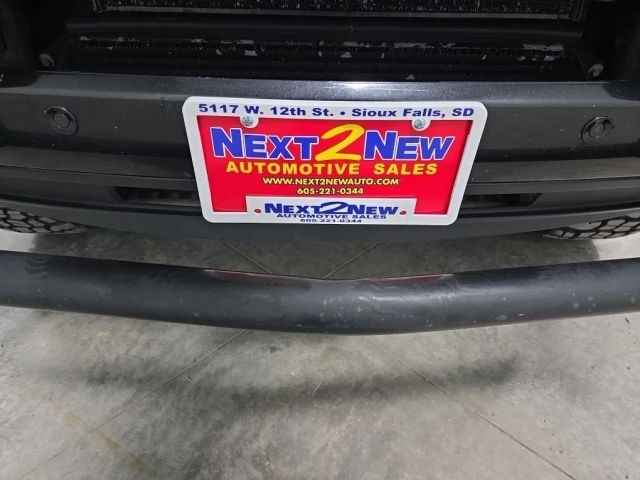 5117 W. 12th St. • Sioux Falls, SD
NEXT2NEW
AUTOMOTIVE SALES
WWW.NEXT2NEWAUTO.COM
605-221-0344
NEXT2NEW
AUTOMOTIVE SALES
605-221-0344